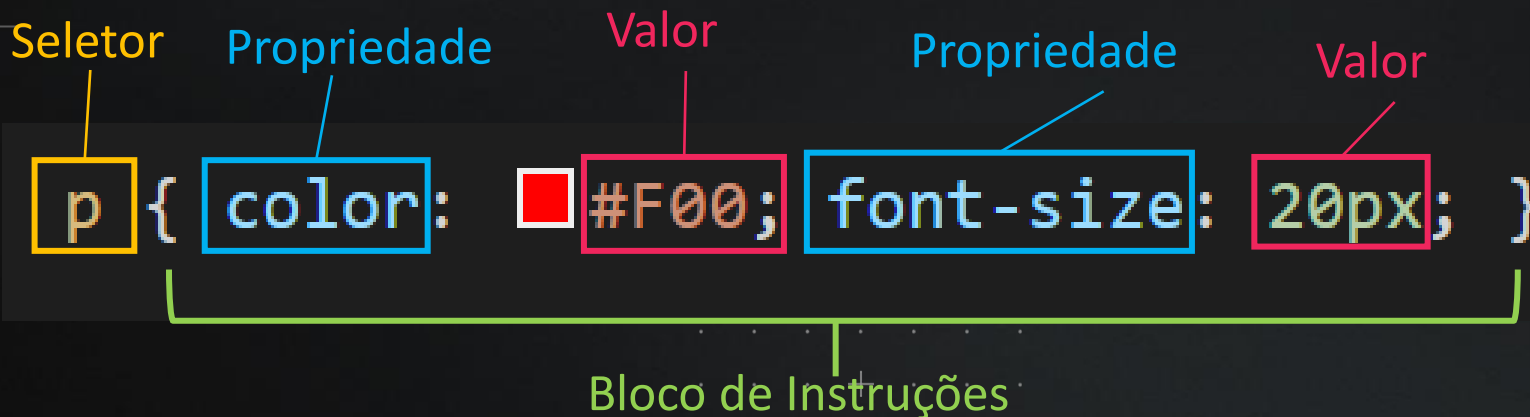 Seletor Propriedade Valor Propriedade Valor
p { color: #F00; font-size: 20px; }
Bloco de Instruções